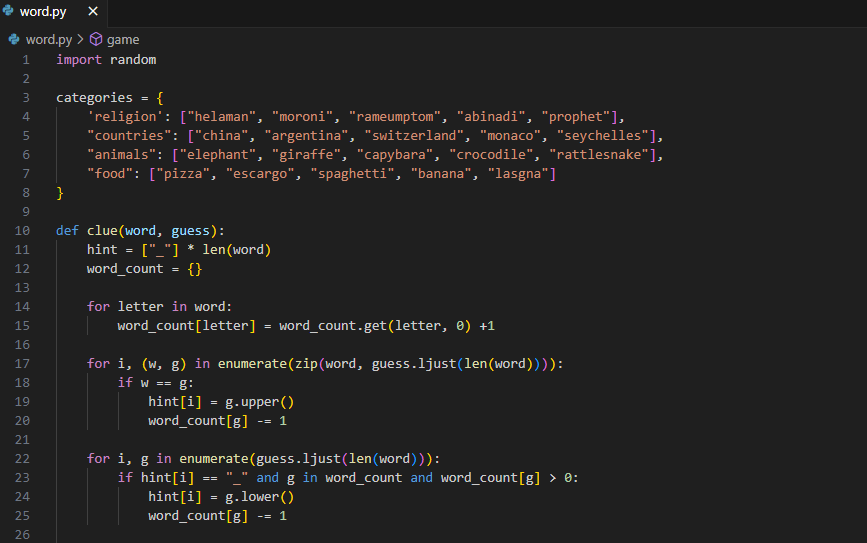 word.py ×
word.py > game
1 import random
2
3 categories = {
4     'religion': ["helaman", "moroni", "rameumptom", "abinadi", "prophet"],
5     "countries": ["china", "argentina", "switzerland", "monaco", "seychelles"],
6     "animals": ["elephant", "giraffe", "capybara", "crocodile", "rattlesnake"],
7     "food": ["pizza", "escargo", "spaghetti", "banana", "lasgna"]
8 }
9
10 def clue(word, guess):
11     hint = ["_"] * len(word)
12     word_count = {}
13
14     for letter in word:
15         word_count[letter] = word_count.get(letter, 0) +1
16
17     for i, (w, g) in enumerate(zip(word, guess.ljust(len(word)))):
18         if w == g:
19             hint[i] = g.upper()
20             word_count[g] -= 1
21
22     for i, g in enumerate(guess.ljust(len(word))):
23         if hint[i] == "_" and g in word_count and word_count[g] > 0:
24             hint[i] = g.lower()
25             word_count[g] -= 1
26